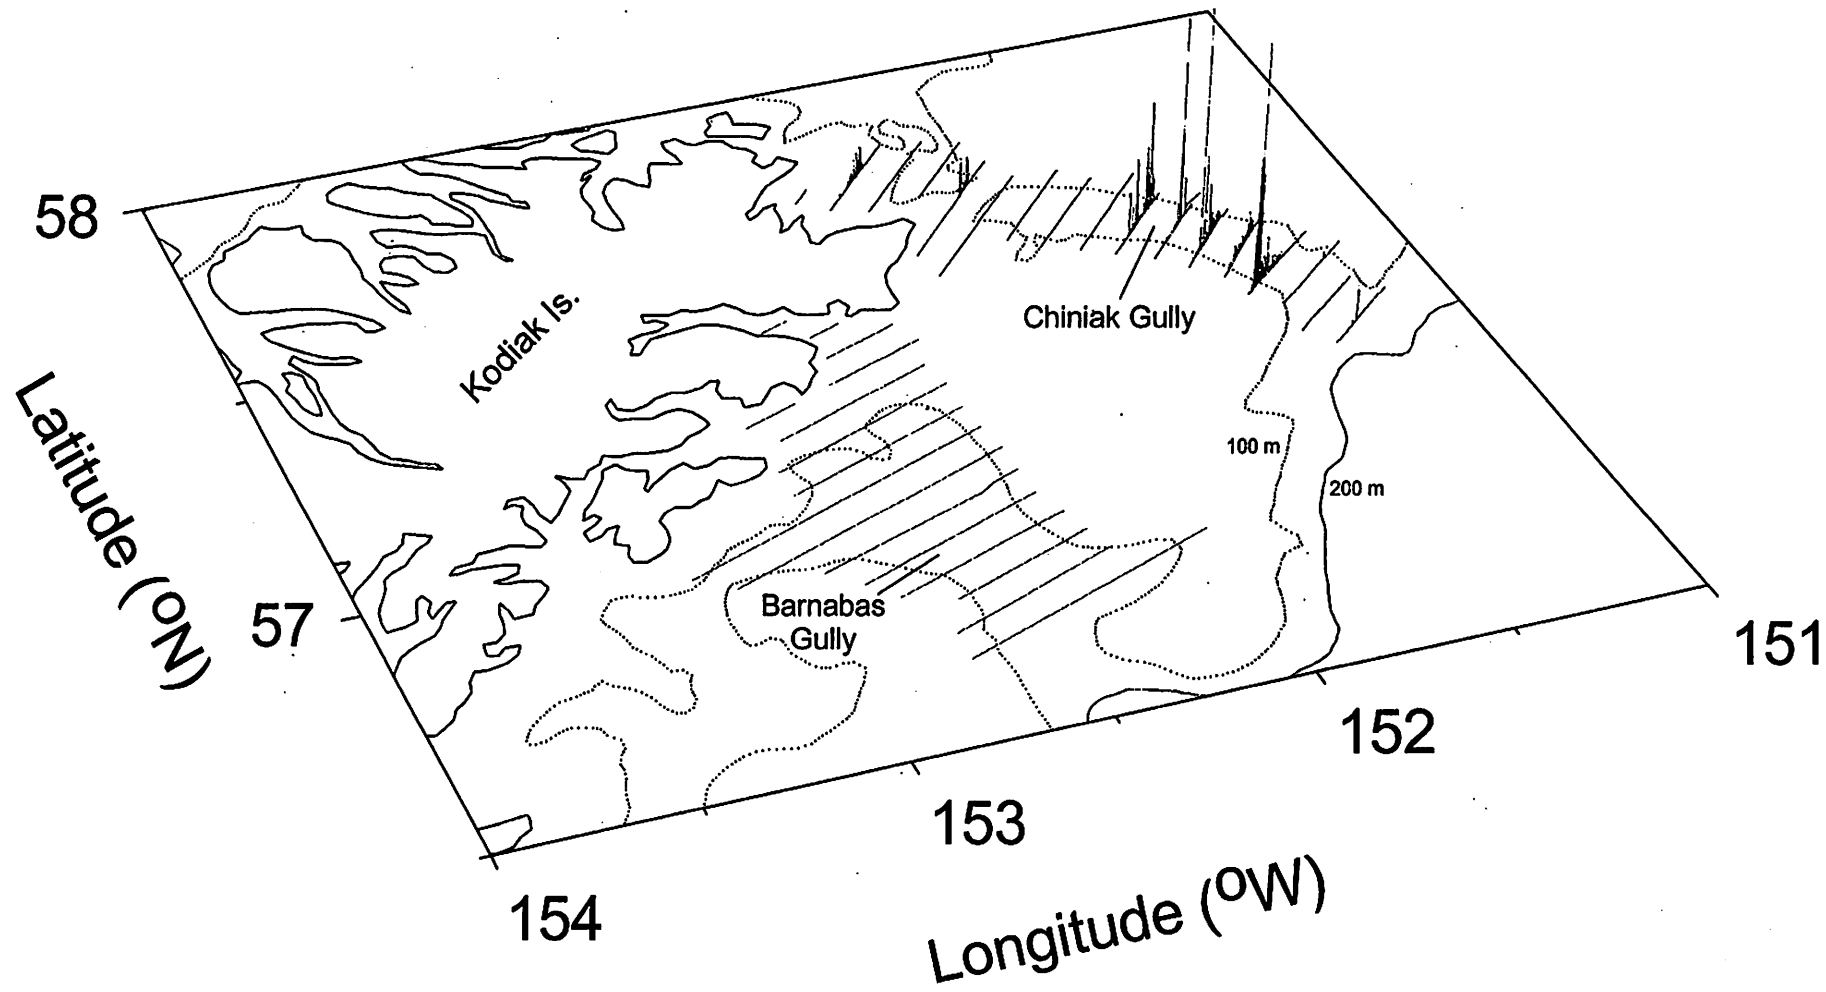 58
Kodiak Is.
Chiniak Gully
Latitude (oN)
100 m
200 m
57
Barnabas
Gully
151
152
153
154
Longitude (oW)